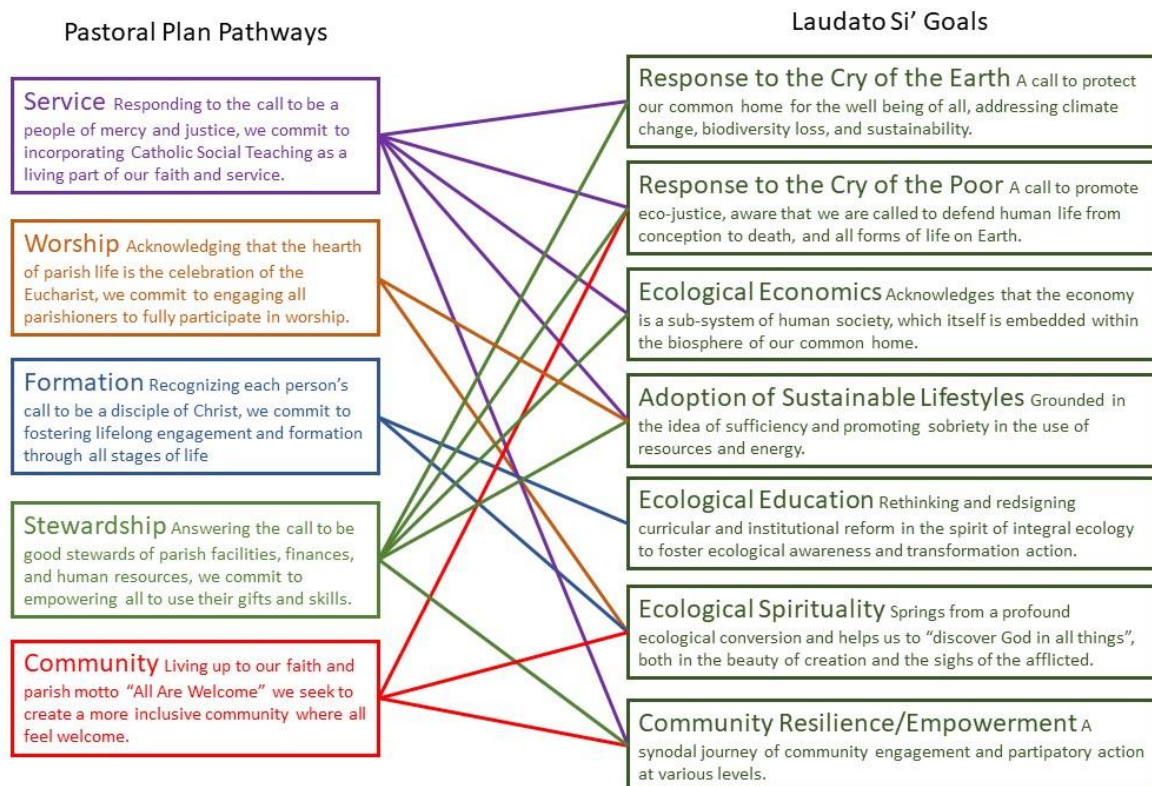 Pastoral Plan Pathways
Service Responding to the call to be a
people of mercy and justice, we commit to
incorporating Catholic Social Teaching as a
living part of our faith and service.
Worship Acknowledging that the hearth
of parish life is the celebration of the
Eucharist, we commit to engaging all
parishioners to fully participate in worship.
Formation Recognizing each person’s
call to be a disciple of Christ, we commit to
fostering lifelong engagement and formation
through all stages of life
Stewardship Answering the call to be
good stewards of parish facilities, finances,
and human resources, we commit to
empowering all to use their gifts and skills.
Community Living up to our faith and
parish motto “All Are Welcome” we seek to
create a more inclusive community where all
feel welcome.
Laudato Si’ Goals
Response to the Cry of the Earth A call to protect
our common home for the well being of all, addressing climate
change, biodiversity loss, and sustainability.
Response to the Cry of the Poor A call to promote
eco-justice, aware that we are called to defend human life from
conception to death, and all forms of life on Earth.
Ecological Economics Acknowledges that the economy
is a sub-system of human society, which itself is embedded within
the biosphere of our common home.
Adoption of Sustainable Lifestyles Grounded in
the idea of sufficiency and promoting sobriety in the use of
resources and energy.
Ecological Education Rethinking and redsigning
curricular and institutional reform in the spirit of integral ecology
to foster ecological awareness and transformation action.
Ecological Spirituality Springs from a profound
ecological conversion and helps us to “discover God in all things”,
both in the beauty of creation and the sighs of the afflicted.
Community Resilience/Empowerment A
synodal journey of community engagement and partipatory action
at various levels.